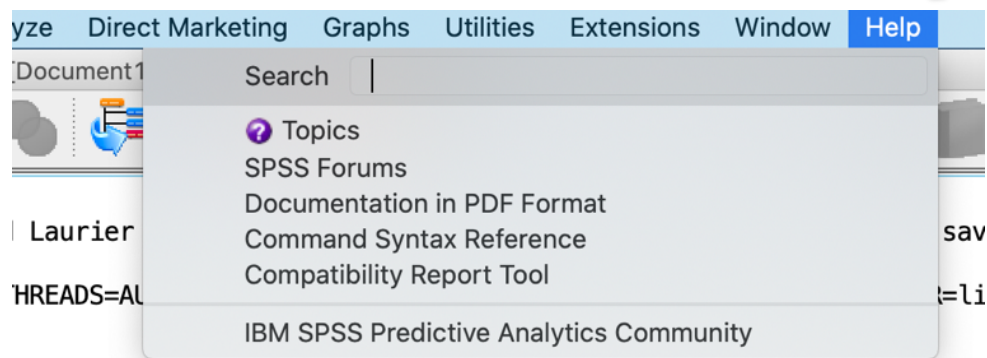 yze Direct Marketing Graphs Utilities Extensions Window Help
[Document1
Search
? Topics
SPSS Forums
Documentation in PDF Format
Laurier sav
Command Syntax Reference
Compatibility Report Tool
THREADS=AU R=li
IBM SPSS Predictive Analytics Community